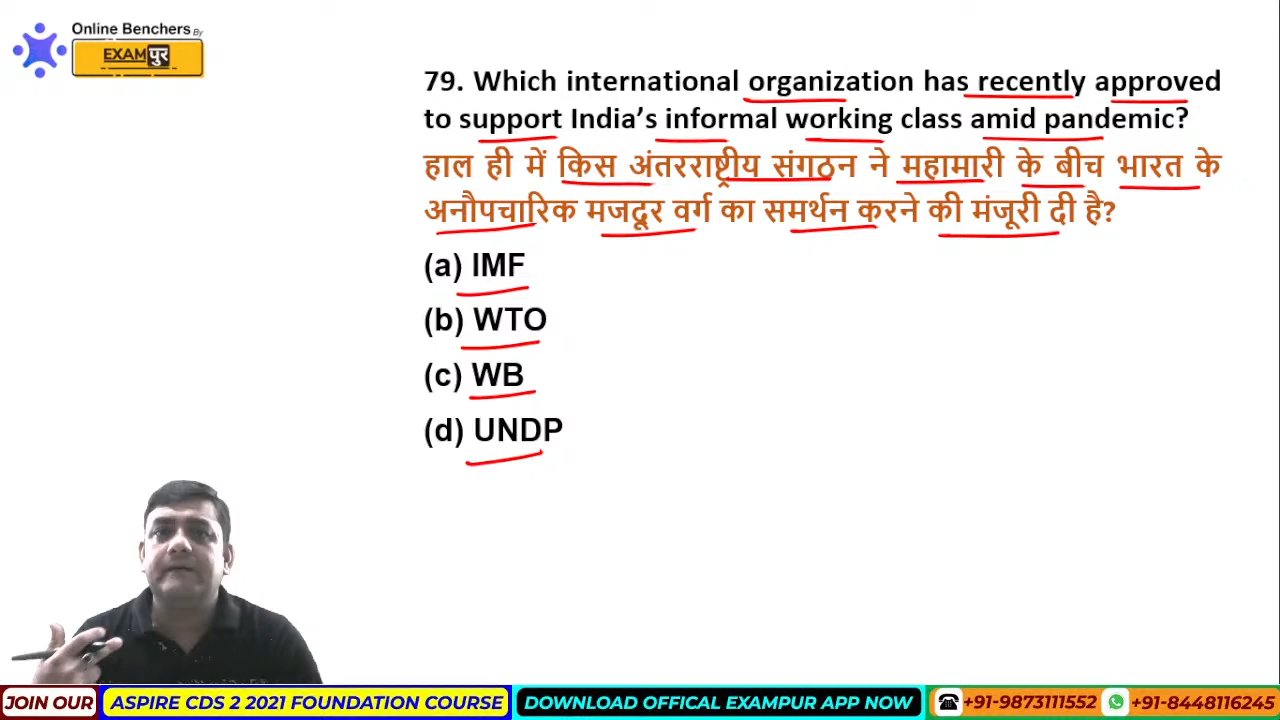 Online Benchers By
EXAMपुर
79. Which international organization has recently approved
to support India’s informal working class amid pandemic?
हाल ही में किस अंतरराष्ट्रीय संगठन ने महामारी के बीच भारत के
अनौपचारिक मजदूर वर्ग का समर्थन करने की मंजूरी दी है?
(a) IMF
(b) WTO
(c) WB
(d) UNDP
JOIN OUR ASPIRE CDS 2 2021 FOUNDATION COURSE DOWNLOAD OFFICAL EXAMPUR APP NOW +91-9873111552 +91-8448116245